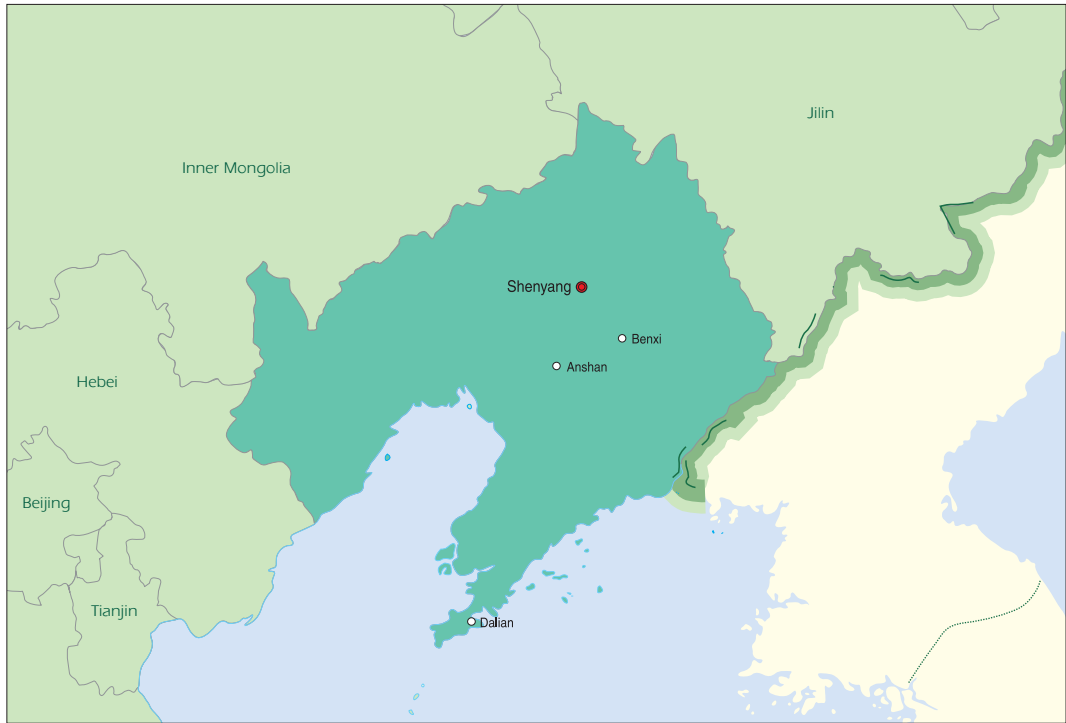 Jilin
Inner Mongolia
Shenyang
Benxi
Anshan
Hebei
Beijing
Tianjin
Dalian